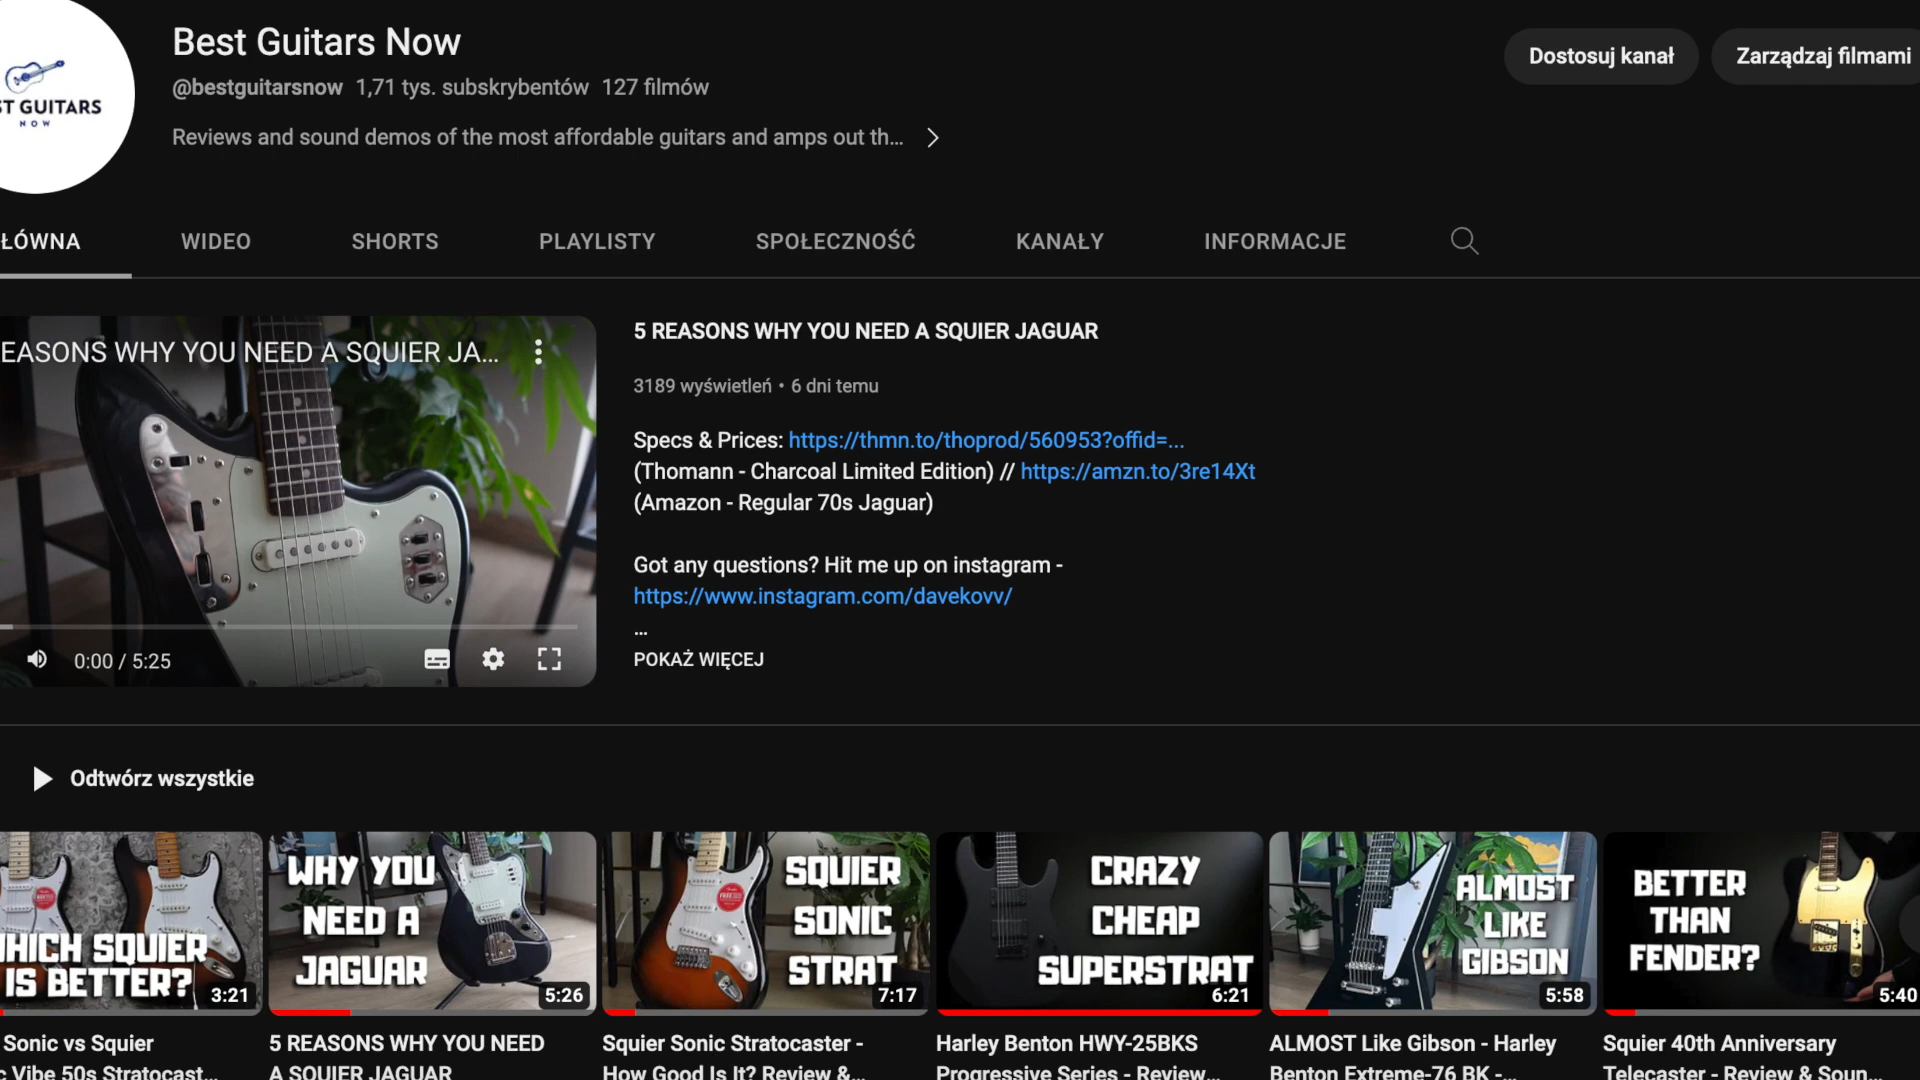 Best Guitars Now
@bestguitarsnow 1,71 tys. subskrybentów 127 filmów
Reviews and sound demos of the most affordable guitars and amps out th...
ST GUITARS
NOW
Dostosuj kanał
Zarządzaj filmami
ŁÓWNA
WIDEO
SHORTS
PLAYLISTY
SPOŁECZNOŚĆ
KANAŁY
INFORMACJE
EASONS WHY YOU NEED A SQUIER JA...
0:00 / 5:25
5 REASONS WHY YOU NEED A SQUIER JAGUAR
3189 wyświetleń • 6 dni temu
Specs & Prices: https://thmn.to/thoprod/560953?offid=...
(Thomann - Charcoal Limited Edition) // https://amzn.to/3re14Xt
(Amazon - Regular 70s Jaguar)
Got any questions? Hit me up on instagram -
https://www.instagram.com/davekovv/
...
POKAŻ WIĘCEJ
Odtwórz wszystkie
WHICH SQUIER
IS BETTER?
3:21
WHY YOU
NEED A
JAGUAR
5:26
SQUIER
SONIC
STRAT
7:17
CRAZY
CHEAP
SUPERSTRAT
6:21
ALMOST
LIKE
GIBSON
5:58
BETTER
THAN
FENDER?
5:40
Sonic vs Squier
c Vibe 50s Stratocast...
5 REASONS WHY YOU NEED
A SQUIER JAGUAR
Squier Sonic Stratocaster -
How Good Is It? Review &...
Harley Benton HWY-25BKS
Progressive Series - Review...
ALMOST Like Gibson - Harley
Benton Extreme-76 BK -...
Squier 40th Anniversary
Telecaster - Review & Soun...